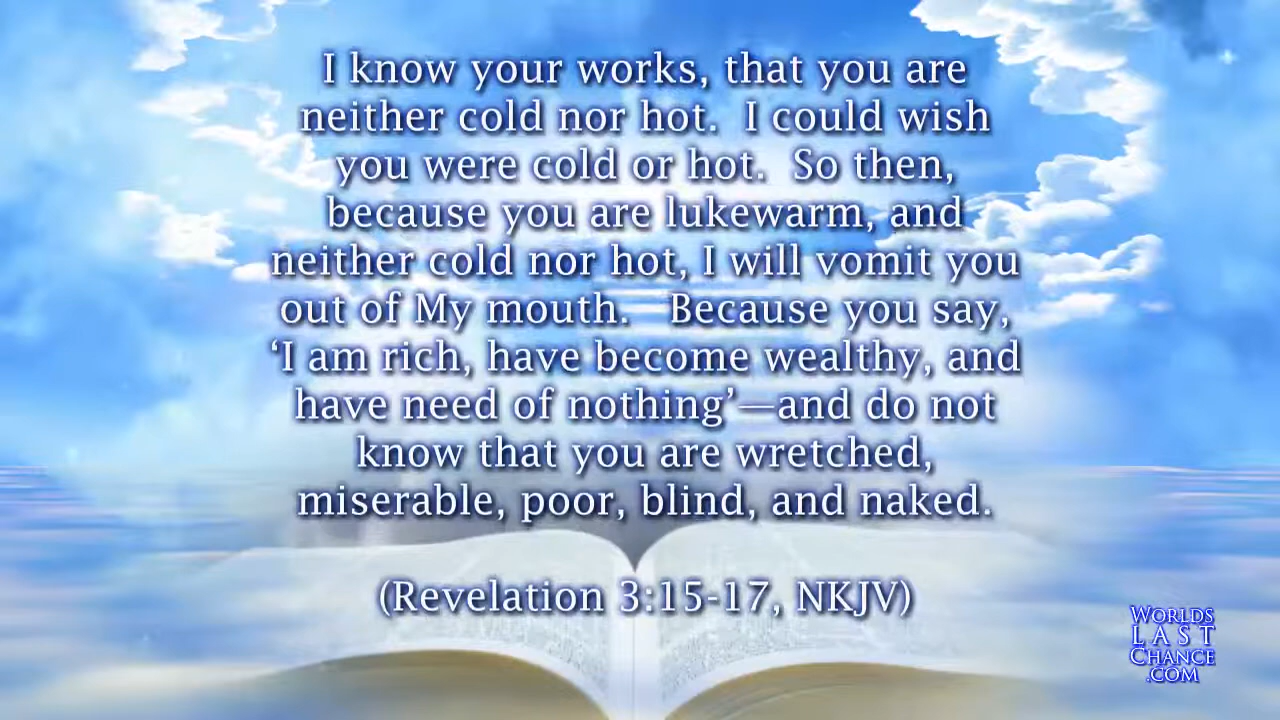 I know your works, that you are
neither cold nor hot.  I could wish
you were cold or hot.  So then,
because you are lukewarm, and
neither cold nor hot, I will vomit you
out of My mouth.   Because you say,
‘I am rich, have become wealthy, and
have need of nothing’—and do not
know that you are wretched,
miserable, poor, blind, and naked.
(Revelation 3:15-17, NKJV)
WORLDS
LAST
CHANCE
.COM